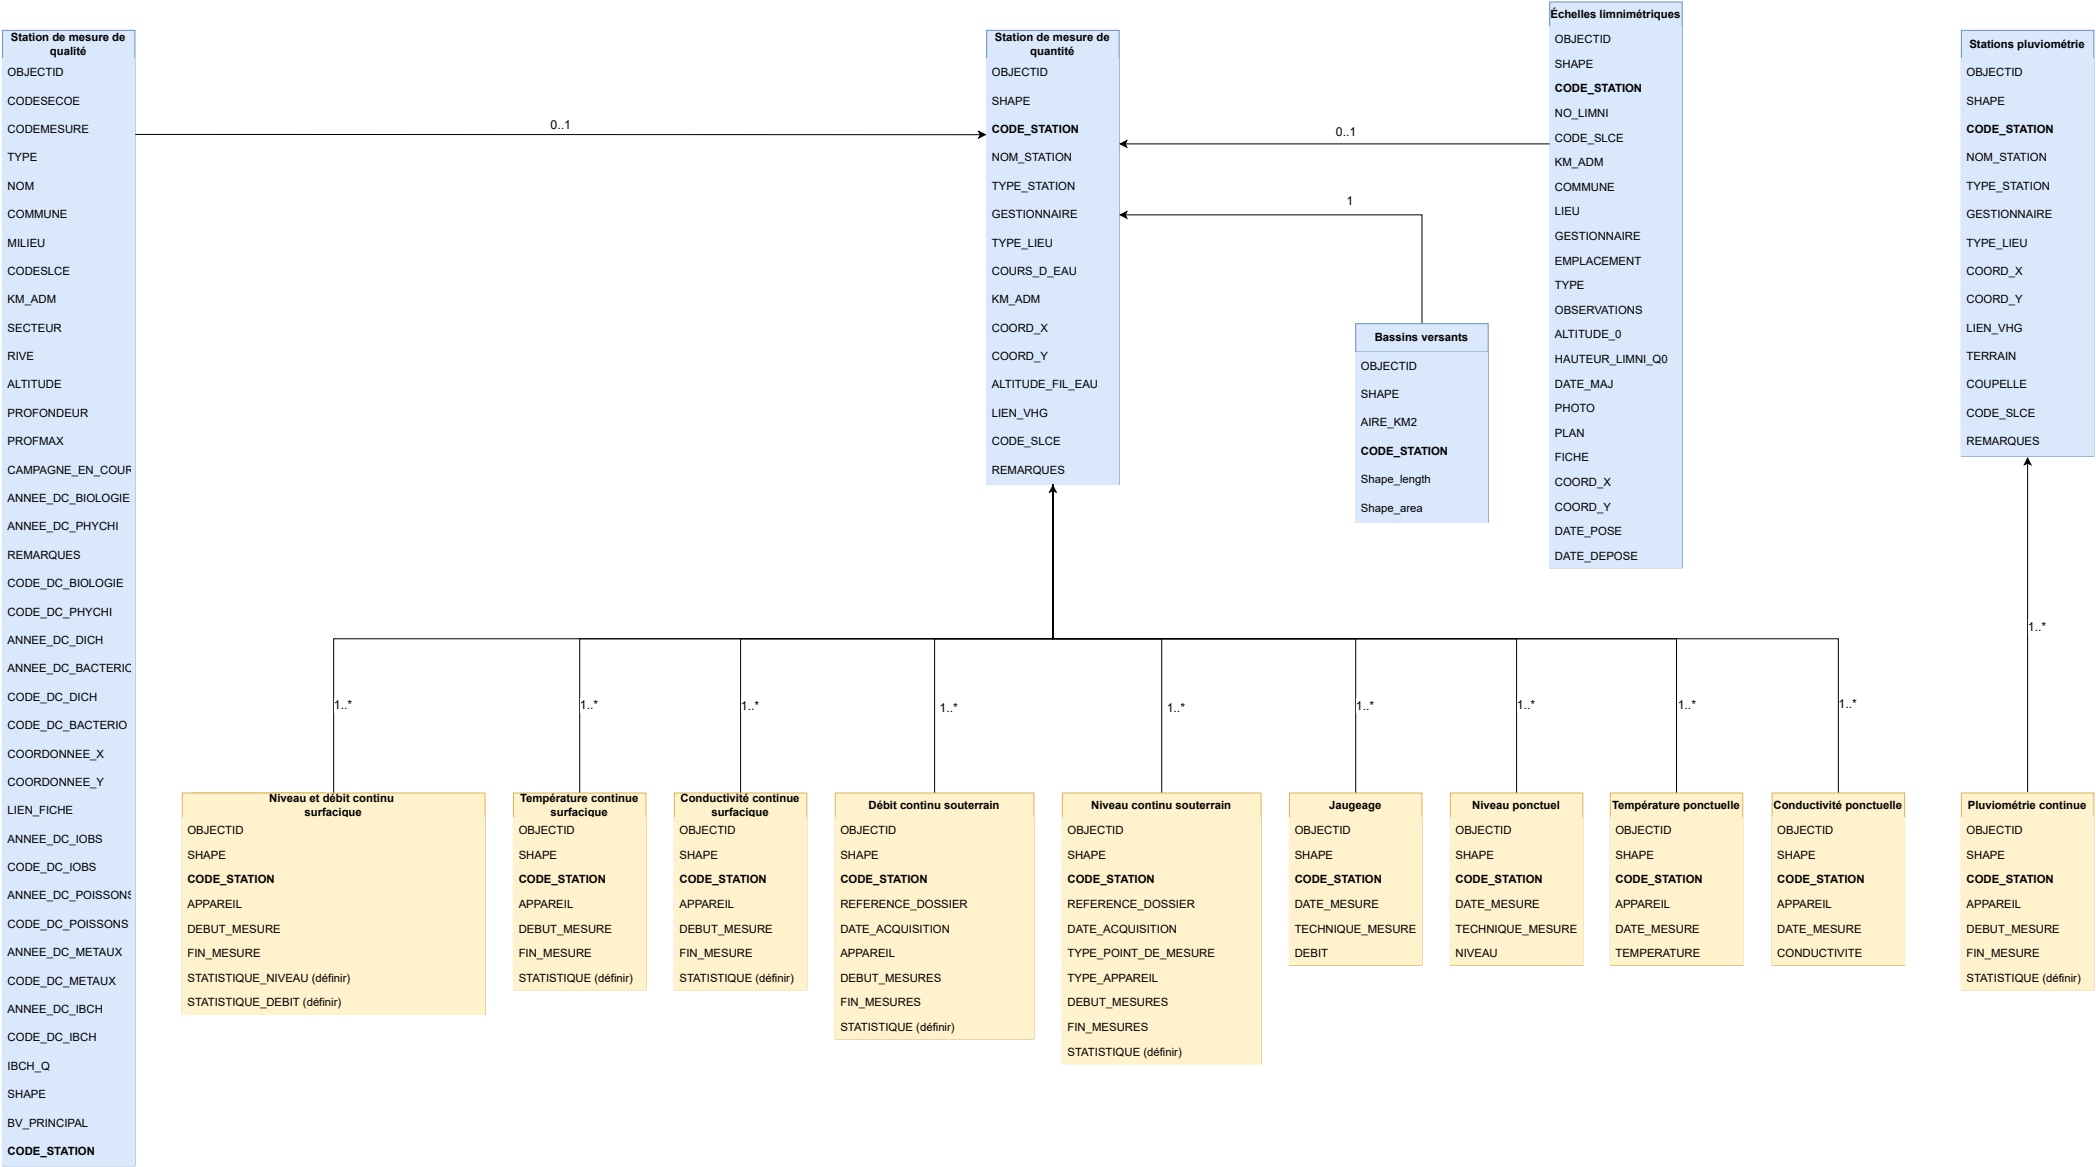 Station de mesure de
qualité
OBJECTID
CODESECOE
CODEMESURE
TYPE
NOM
COMMUNE
MILIEU
CODESLCE
KM_ADM
SECTEUR
RIVE
ALTITUDE
PROFONDEUR
PROFMAX
CAMPAGNE_EN_COUR
ANNEE_DC_BIOLOGIE
ANNEE_DC_PHYCHI
REMARQUES
CODE_DC_BIOLOGIE
CODE_DC_PHYCHI
ANNEE_DC_DICH
ANNEE_DC_BACTERIO
CODE_DC_DICH
CODE_DC_BACTERIO
COORDONNEE_X
COORDONNEE_Y
LIEN_FICHE
ANNEE_DC_IOBS
CODE_DC_IOBS
ANNEE_DC_POISSONS
CODE_DC_POISSONS
ANNEE_DC_METAUX
CODE_DC_METAUX
ANNEE_DC_IBCH
CODE_DC_IBCH
IBCH_Q
SHAPE
BV_PRINCIPAL
CODE_STATION
0..1
Station de mesure de
quantité
OBJECTID
SHAPE
CODE_STATION
NOM_STATION
TYPE_STATION
GESTIONNAIRE
TYPE_LIEU
COURS_D_EAU
KM_ADM
COORD_X
COORD_Y
ALTITUDE_FIL_EAU
LIEN_VHG
CODE_SLCE
REMARQUES
0..1
1
Bassins versants
OBJECTID
SHAPE
AIRE_KM2
CODE_STATION
Shape_length
Shape_area
Échelles limnimétriques
OBJECTID
SHAPE
CODE_STATION
NO_LIMNI
CODE_SLCE
KM_ADM
COMMUNE
LIEU
GESTIONNAIRE
EMPLACEMENT
TYPE
OBSERVATIONS
ALTITUDE_0
HAUTEUR_LIMNI_Q0
DATE_MAJ
PHOTO
PLAN
FICHE
COORD_X
COORD_Y
DATE_POSE
DATE_DEPOSE
Stations pluviométrie
OBJECTID
SHAPE
CODE_STATION
NOM_STATION
TYPE_STATION
GESTIONNAIRE
TYPE_LIEU
COORD_X
COORD_Y
LIEN_VHG
TERRAIN
COUPELLE
CODE_SLCE
REMARQUES
1..*
1..*
1..*
1..*
1..*
1..*
1..*
1..*
1..*
1..*
Niveau et débit continu
surfacique
OBJECTID
SHAPE
CODE_STATION
APPAREIL
DEBUT_MESURE
FIN_MESURE
STATISTIQUE_NIVEAU (définir)
STATISTIQUE_DEBIT (définir)
Température continue
surfacique
OBJECTID
SHAPE
CODE_STATION
APPAREIL
DEBUT_MESURE
FIN_MESURE
STATISTIQUE (définir)
Conductivité continue
surfacique
OBJECTID
SHAPE
CODE_STATION
APPAREIL
DEBUT_MESURE
FIN_MESURE
STATISTIQUE (définir)
Débit continu souterrain
OBJECTID
SHAPE
CODE_STATION
REFERENCE_DOSSIER
DATE_ACQUISITION
APPAREIL
DEBUT_MESURES
FIN_MESURES
STATISTIQUE (définir)
Niveau continu souterrain
OBJECTID
SHAPE
CODE_STATION
REFERENCE_DOSSIER
DATE_ACQUISITION
TYPE_POINT_DE_MESURE
TYPE_APPAREIL
DEBUT_MESURES
FIN_MESURES
STATISTIQUE (définir)
Jaugeage
OBJECTID
SHAPE
CODE_STATION
DATE_MESURE
TECHNIQUE_MESURE
DEBIT
Niveau ponctuel
OBJECTID
SHAPE
CODE_STATION
DATE_MESURE
TECHNIQUE_MESURE
NIVEAU
Température ponctuelle
OBJECTID
SHAPE
CODE_STATION
APPAREIL
DATE_MESURE
TEMPERATURE
Conductivité ponctuelle
OBJECTID
SHAPE
CODE_STATION
APPAREIL
DATE_MESURE
CONDUCTIVITE
Pluviométrie continue
OBJECTID
SHAPE
CODE_STATION
APPAREIL
DEBUT_MESURE
FIN_MESURE
STATISTIQUE (définir)